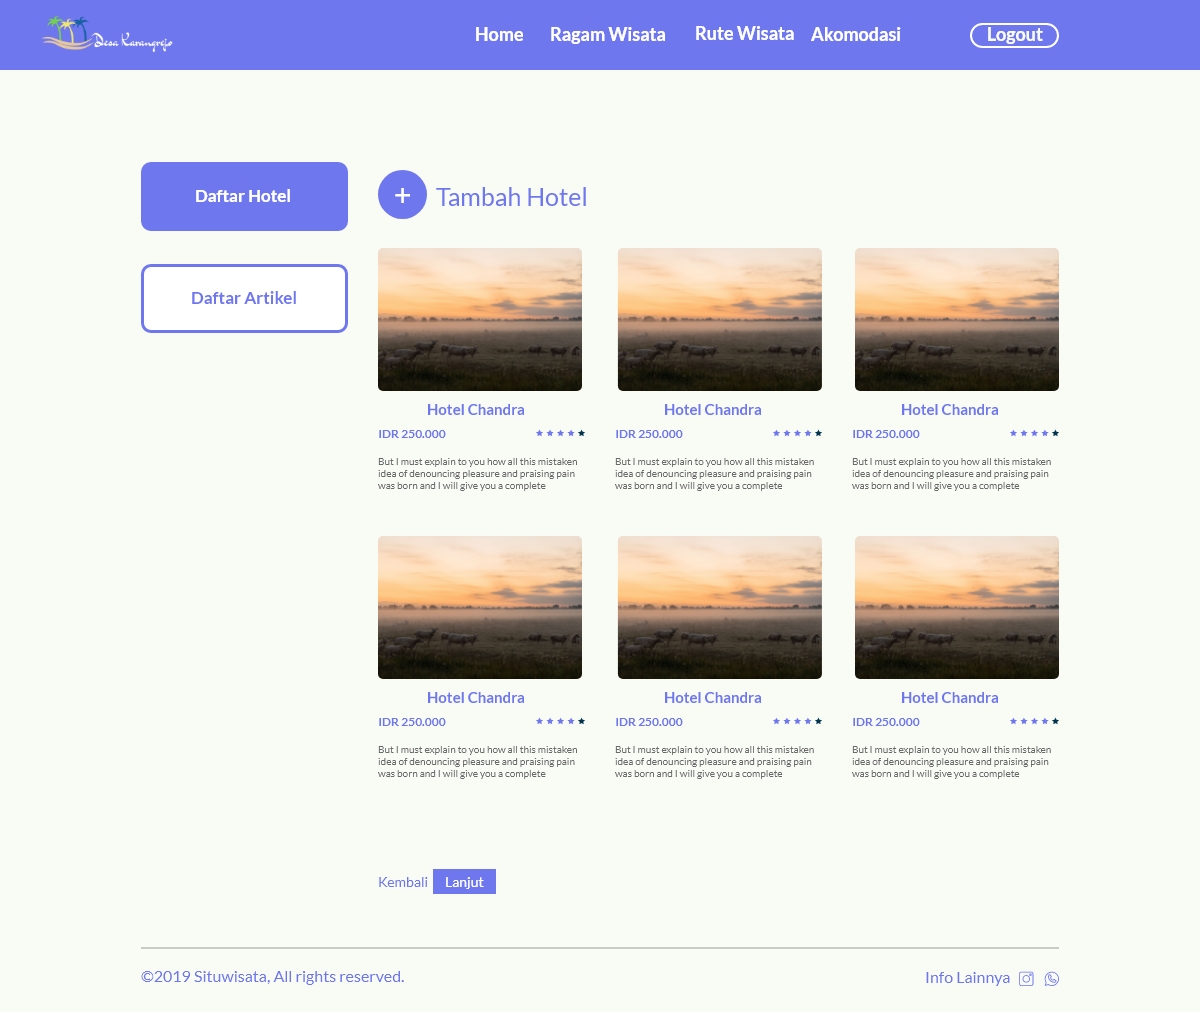 Desa Karangrejo
Home Ragam Wisata Rute Wisata Akomodasi Logout
Daftar Hotel
Daftar Artikel
+ Tambah Hotel
Hotel Chandra
IDR 250.000
But I must explain to you how all this mistaken
idea of denouncing pleasure and praising pain
was born and I will give you a complete
Hotel Chandra
IDR 250.000
But I must explain to you how all this mistaken
idea of denouncing pleasure and praising pain
was born and I will give you a complete
Hotel Chandra
IDR 250.000
But I must explain to you how all this mistaken
idea of denouncing pleasure and praising pain
was born and I will give you a complete
Hotel Chandra
IDR 250.000
But I must explain to you how all this mistaken
idea of denouncing pleasure and praising pain
was born and I will give you a complete
Hotel Chandra
IDR 250.000
But I must explain to you how all this mistaken
idea of denouncing pleasure and praising pain
was born and I will give you a complete
Hotel Chandra
IDR 250.000
But I must explain to you how all this mistaken
idea of denouncing pleasure and praising pain
was born and I will give you a complete
Kembali Lanjut
©2019 Situwisata, All rights reserved.
Info Lainnya